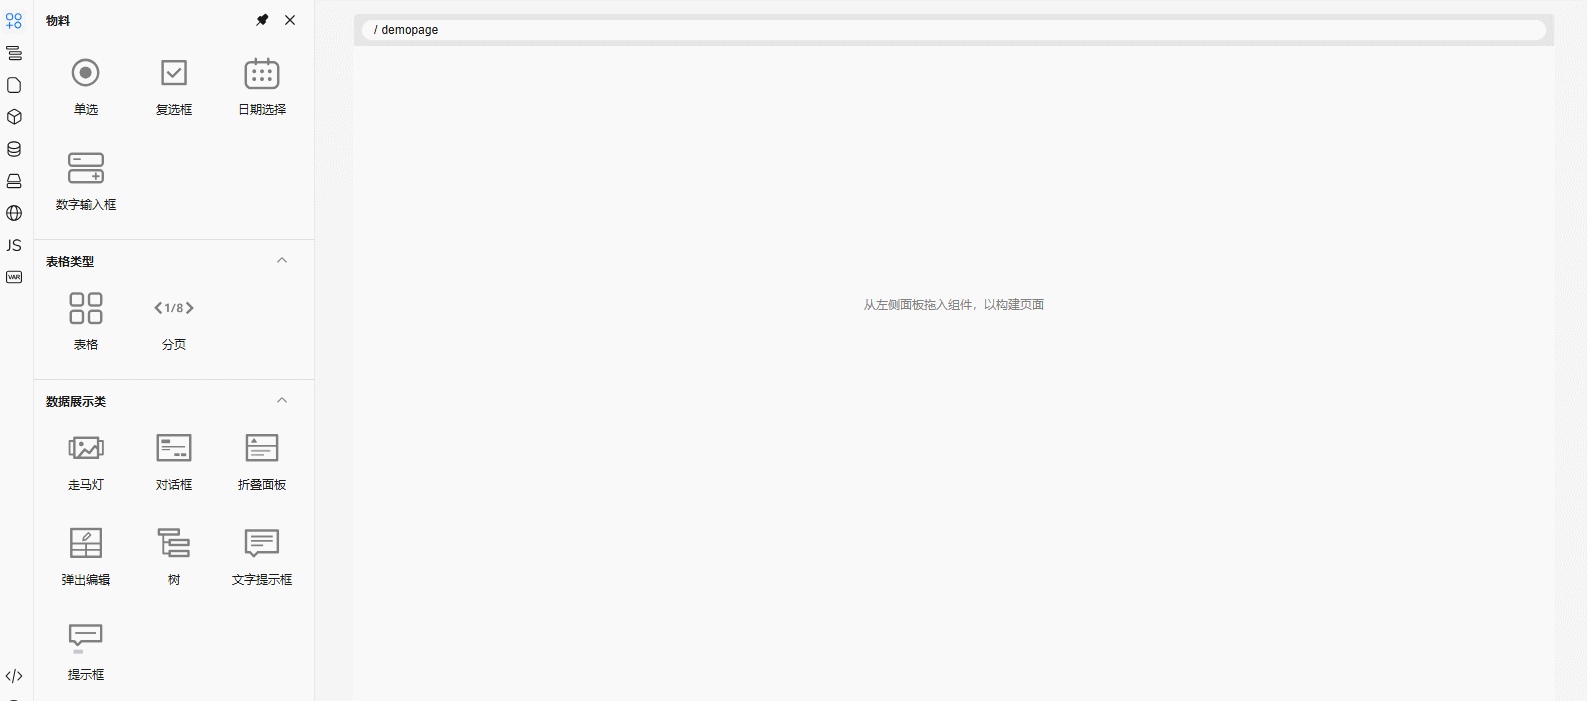 物料
/ demopage
单选
复选框
日期选择
数字输入框
JS
VAR
表格类型
1/8
表格
分页
从左侧面板拖入组件，以构建页面
数据展示类
走马灯
对话框
折叠面板
弹出编辑
树
文字提示框
提示框